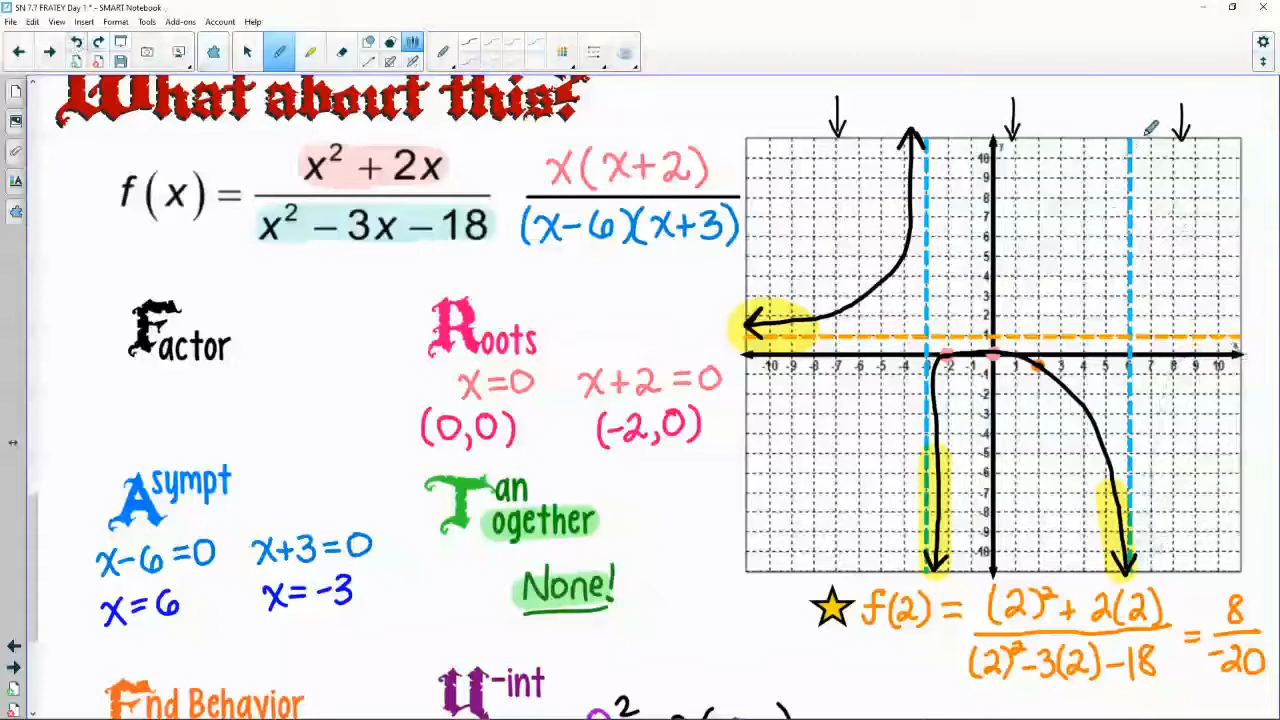 SN 7.7 FRATEY Day 1:* - SMART Notebook
File Edit View Insert Format Tools Add-ons Account Help
What about this?
f(x) = x² + 2x / x² – 3x – 18
x(x+2) / (x-6)(x+3)
Factor
Roots
x=0 x+2=0
(0,0) (-2,0)
Asympt
x-6=0 x+3=0
x=6 x=-3
Tan
Together
None!
★ f(2) = (2)²+2(2) / (2)²-3(2)-18 = 8 / -20
End Behavior
Y-int